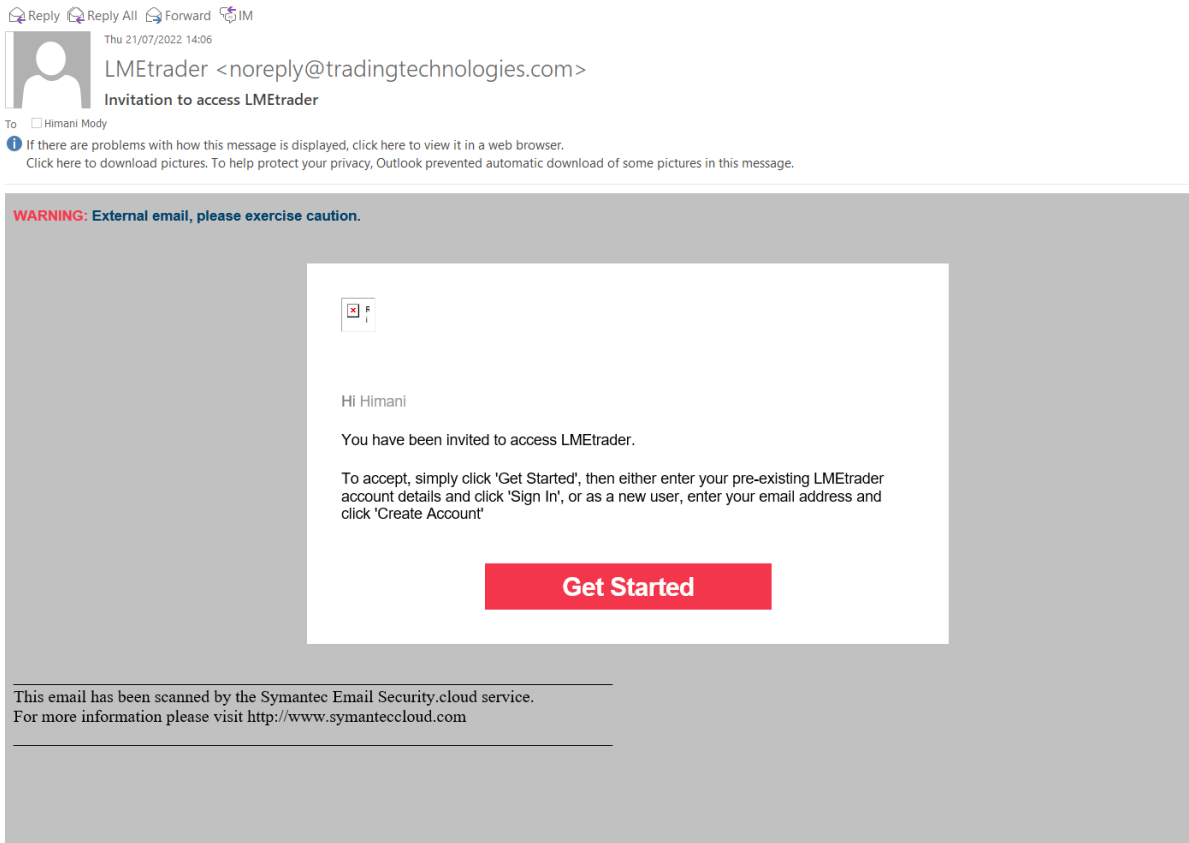 Reply Reply All Forward IM
Thu 21/07/2022 14:06
LMEtrader <noreply@tradingtechnologies.com>
Invitation to access LMEtrader
To Himani Mody
If there are problems with how this message is displayed, click here to view it in a web browser.
Click here to download pictures. To help protect your privacy, Outlook prevented automatic download of some pictures in this message.
WARNING: External email, please exercise caution.
R
i
Hi Himani
You have been invited to access LMEtrader.
To accept, simply click 'Get Started', then either enter your pre-existing LMEtrader
account details and click 'Sign In', or as a new user, enter your email address and
click 'Create Account'
Get Started
This email has been scanned by the Symantec Email Security.cloud service.
For more information please visit http://www.symanteccloud.com